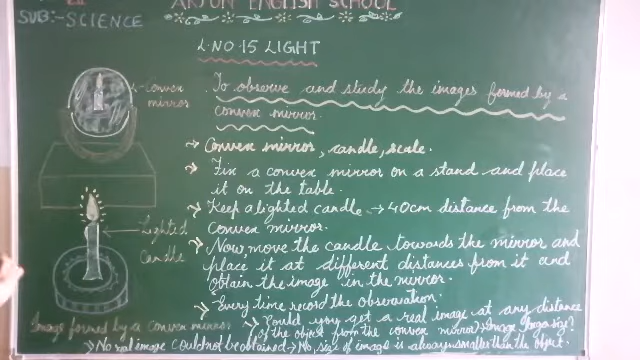 ARJUN ENGLISH SCHOOL
SUB:- SCIENCE
L.NO.15 LIGHT
Convex
mirror
To observe and study the images formed by a
convex mirror.
→ Convex mirror, candle, scale.
→ Fix a convex mirror on a stand and place
it on the table.
→ Keep a lighted candle → 40cm distance from the
convex mirror.
→ Now, move the candle towards the mirror and
place it at different distances from it and
obtain the image in the mirror.
→ Every time record the observation.
Lighted
candle
Image formed by a convex mirror
→ Could you get a real image at any distance
of the object from the convex mirror? → Image size?
→ No real image could not be obtained → No size of image is always smaller than the object.